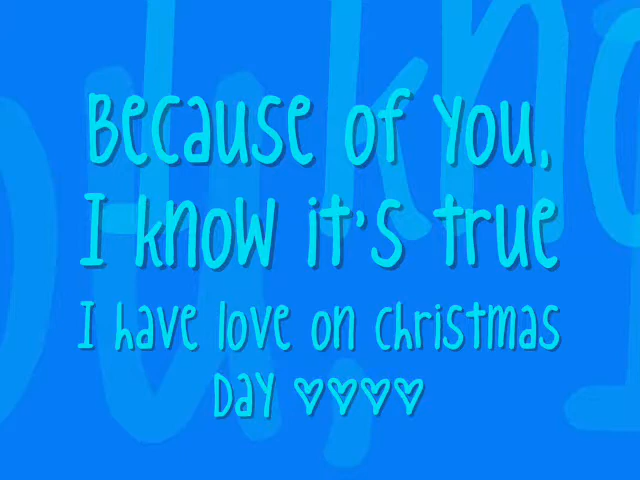 Because of You,
I know it's true
I have love on Christmas
Day ♡♡♡♡